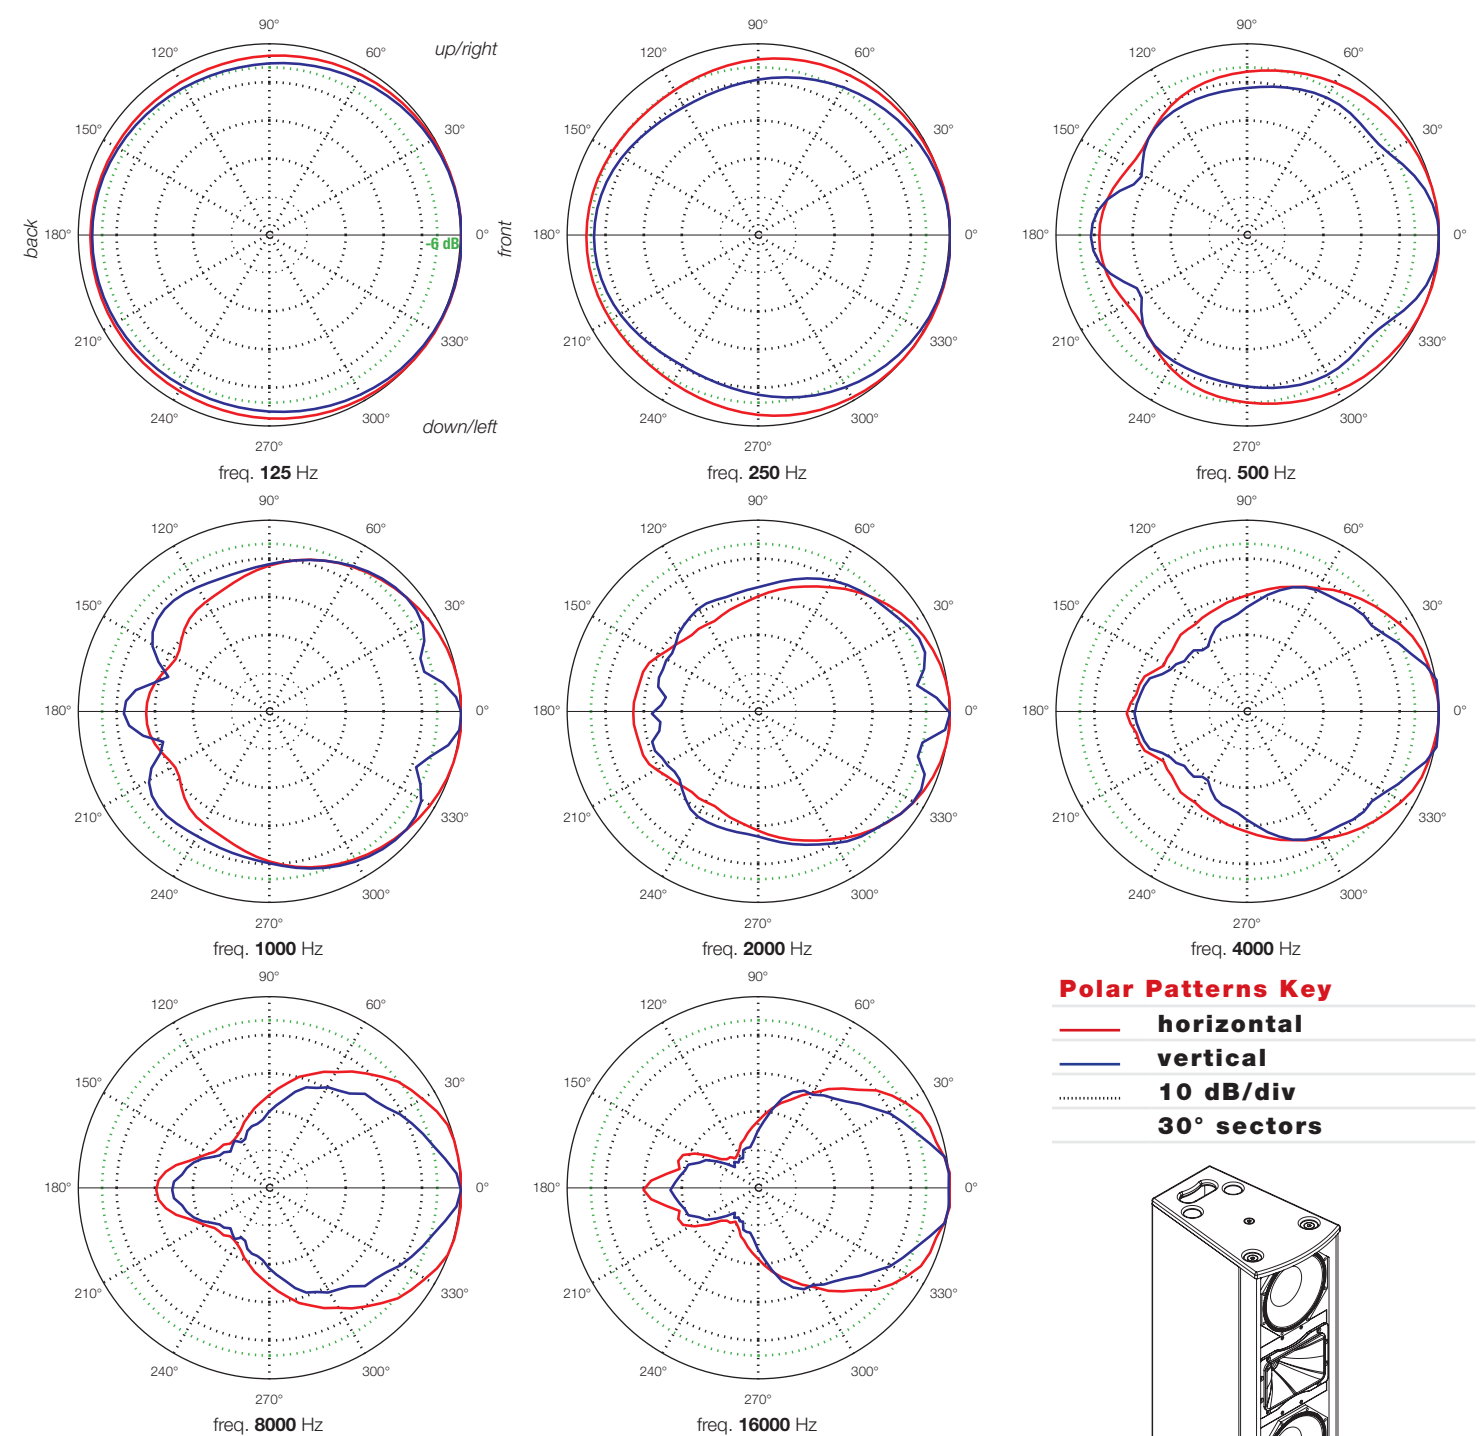 90° 90° 90°
120° 60° up/right 120° 60° 120° 60°
150° 30° 150° 30° 150° 30°
back 180° C -6 dB 0° front 180° C 0° 180° C 0°
210° 330° 210° 330° 210° 330°
240° 300° down/left 240° 300° 240° 300°
270° 270° 270°
freq. 125 Hz freq. 250 Hz freq. 500 Hz
90° 90° 90°
120° 60° 120° 60° 120° 60°
150° 30° 150° 30° 150° 30°
180° C 0° 180° C 0° 180° C 0°
210° 330° 210° 330° 210° 330°
240° 300° 240° 300° 240° 300°
270° 270° 270°
freq. 1000 Hz freq. 2000 Hz freq. 4000 Hz
90° 90°
120° 60° 120° 60°
150° 30° 150° 30°
180° C 0° 180° C 0°
210° 330° 210° 330°
240° 300° 240° 300°
270° 270°
freq. 8000 Hz freq. 16000 Hz
Polar Patterns Key
horizontal
vertical
10 dB/div
30° sectors